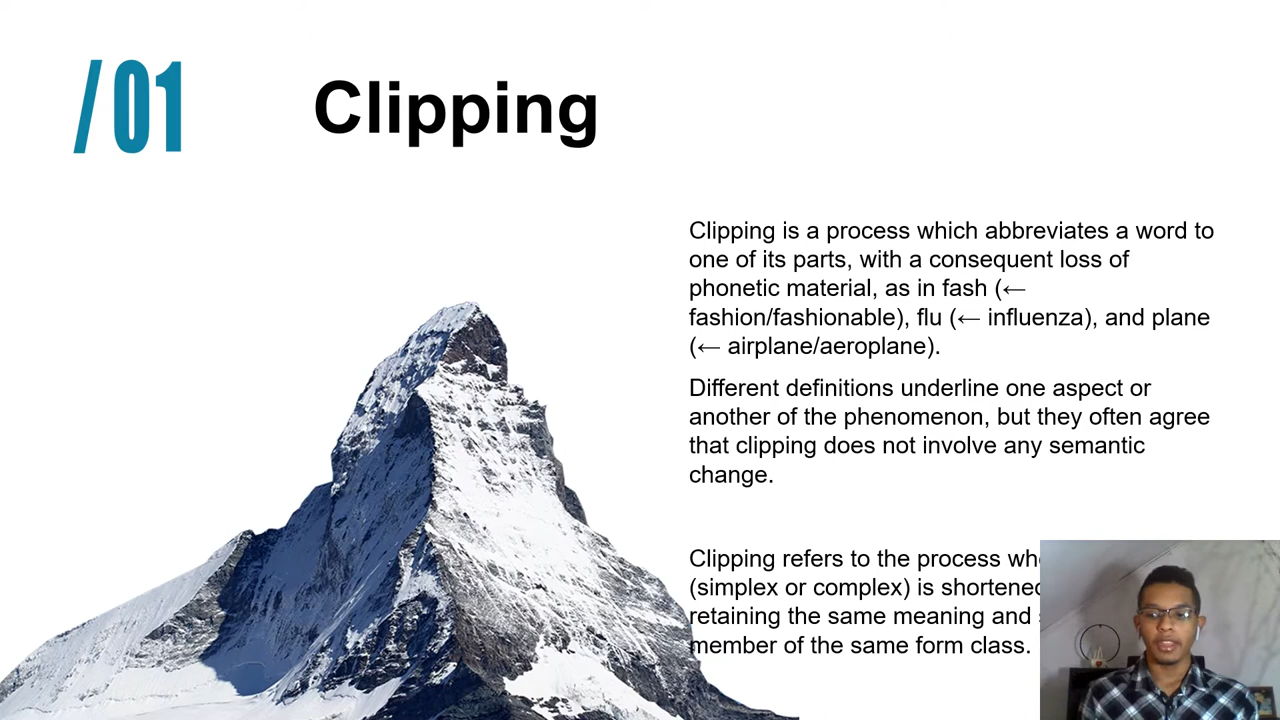 /01
Clipping
Clipping is a process which abbreviates a word to
one of its parts, with a consequent loss of
phonetic material, as in fash (←
fashion/fashionable), flu (← influenza), and plane
(← airplane/aeroplane).
Different definitions underline one aspect or
another of the phenomenon, but they often agree
that clipping does not involve any semantic
change.
Clipping refers to the process
(simplex or complex) is shortened
retaining the same meaning and
member of the same form class.